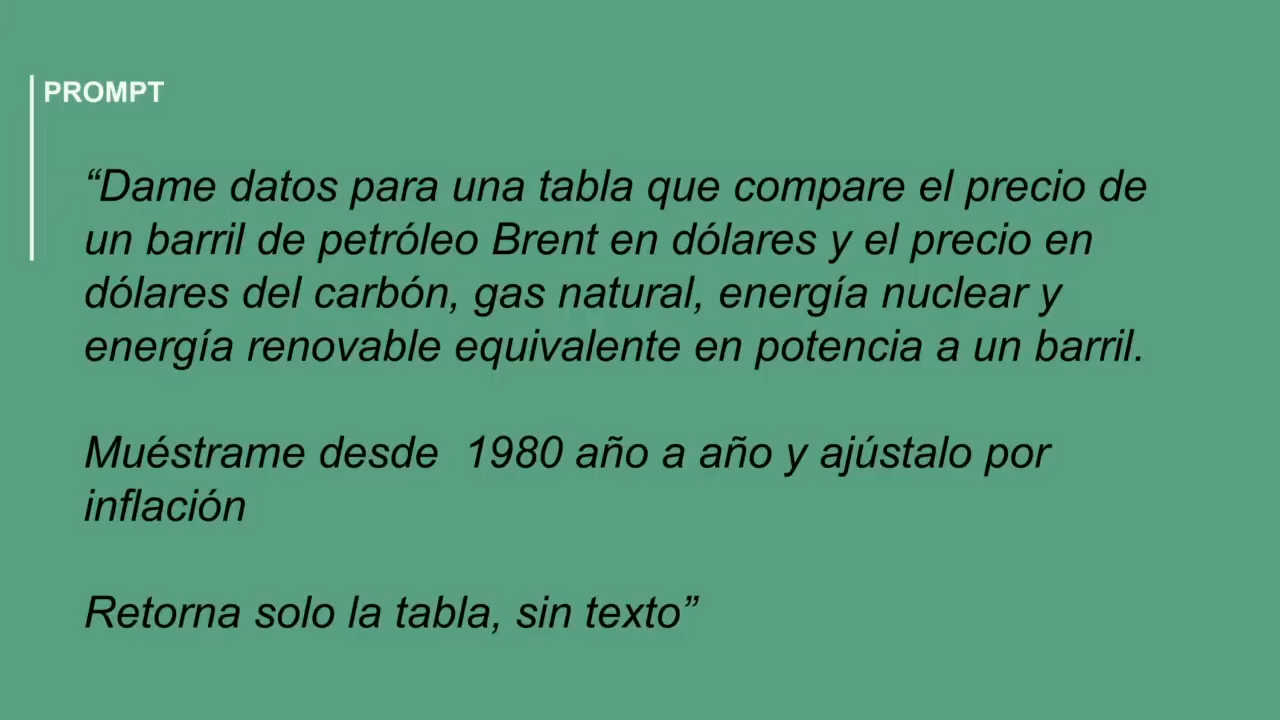 PROMPT
“Dame datos para una tabla que compare el precio de
un barril de petróleo Brent en dólares y el precio en
dólares del carbón, gas natural, energía nuclear y
energía renovable equivalente en potencia a un barril.
Muéstrame desde  1980 año a año y ajústalo por
inflación
Retorna solo la tabla, sin texto”